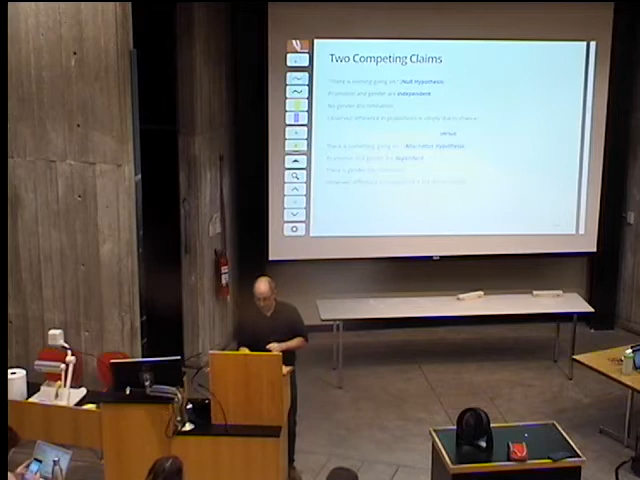 Two Competing Claims
"There is nothing going on." (Null Hypothesis)
Promotion and gender are independent
No gender discrimination
Observed difference in proportions is simply due to chance
versus
There is something going on." (Alternative Hypothesis)
Promotion and gender are dependent
There is gender
Observed difference